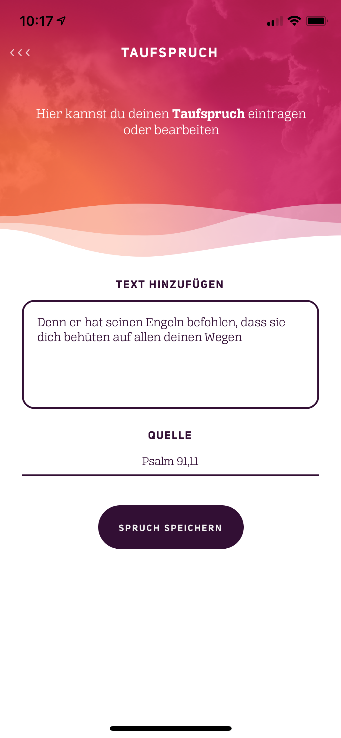 10:17
<<<
TAUFSPRUCH
Hier kannst du deinen Taufspruch eintragen
oder bearbeiten
TEXT HINZUFÜGEN
Denn er hat seinen Engeln befohlen, dass sie
dich behüten auf allen deinen Wegen
QUELLE
Psalm 91,11
SPRUCH SPEICHERN